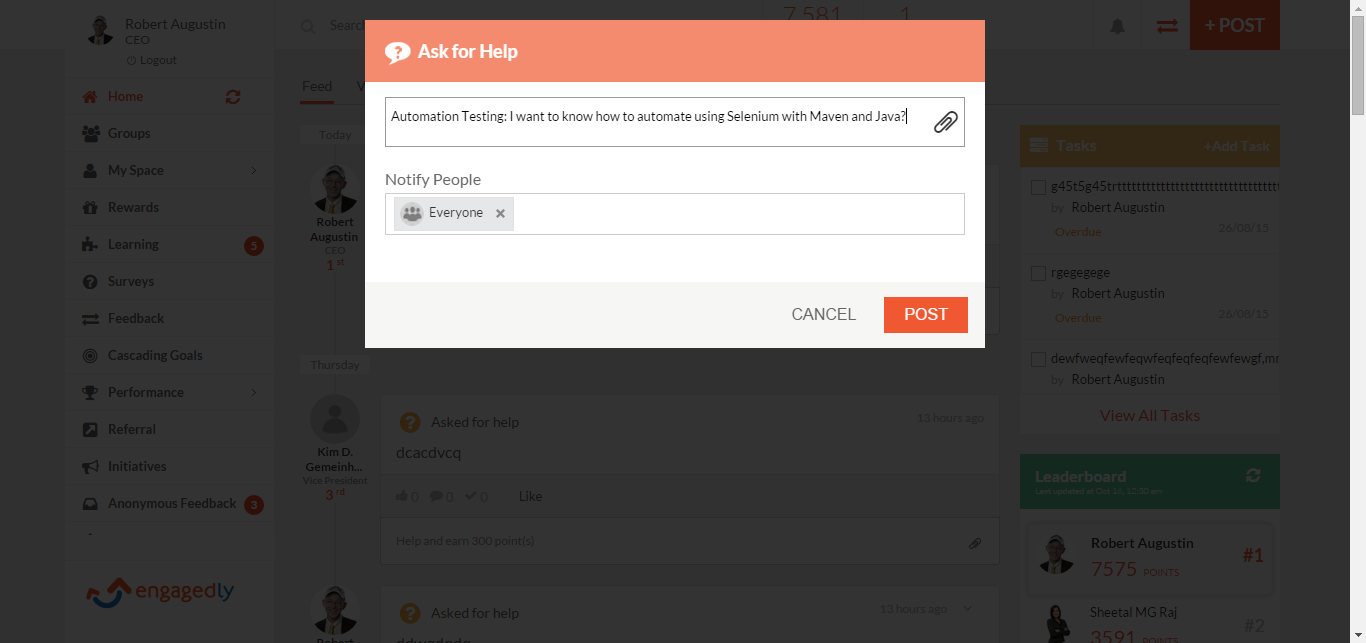 Robert Augustin
CEO
Logout
Search
7,581
1
+ POST
Ask for Help
Automation Testing: I want to know how to automate using Selenium with Maven and Java?
Notify People
Everyone
CANCEL
POST
Home
Groups
My Space
Rewards
Learning
5
Surveys
Feedback
Cascading Goals
Performance
Referral
Initiatives
Anonymous Feedback
3
-
engagedly
Feed
V
Today
Robert
Augustin
CEO
1 st
Thursday
Kim D.
Gemeinh...
Vice President
3 rd
Asked for help
13 hours ago
dcacdvcq
0 0 0 Like
Help and earn 300 point(s)
Asked for help
13 hours ago
Robert
Tasks
+Add Task
by Robert Augustin
Overdue
26/08/15
rgegegege
by Robert Augustin
Overdue
26/08/15
by Robert Augustin
View All Tasks
Leaderboard
Last updated at Oct 16, 12:30 am
Robert Augustin
7575 POINTS
#1
Sheetal MG Raj
3591 POINTS
#2